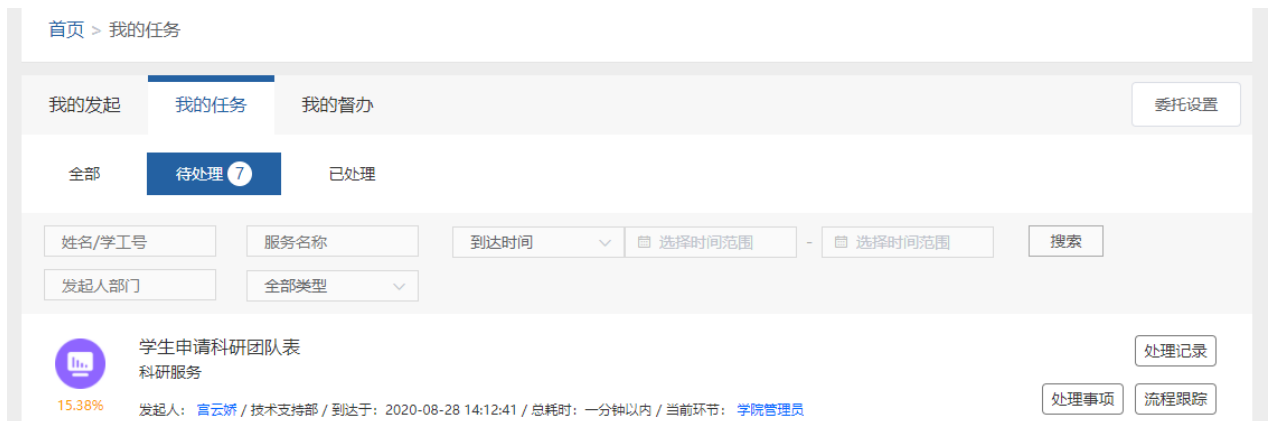 首页 > 我的任务
我的发起 我的任务 我的督办 委托设置
全部 待处理 7 已处理
姓名/学工号 服务名称 到达时间 选择时间范围 - 选择时间范围 搜索
发起人部门 全部类型
学生申请科研团队表 处理记录
科研服务
15.38% 发起人： 宫云娇 / 技术支持部 / 到达于：2020-08-28 14:12:41 / 总耗时：一分钟以内 / 当前环节： 学院管理员 处理事项 流程跟踪